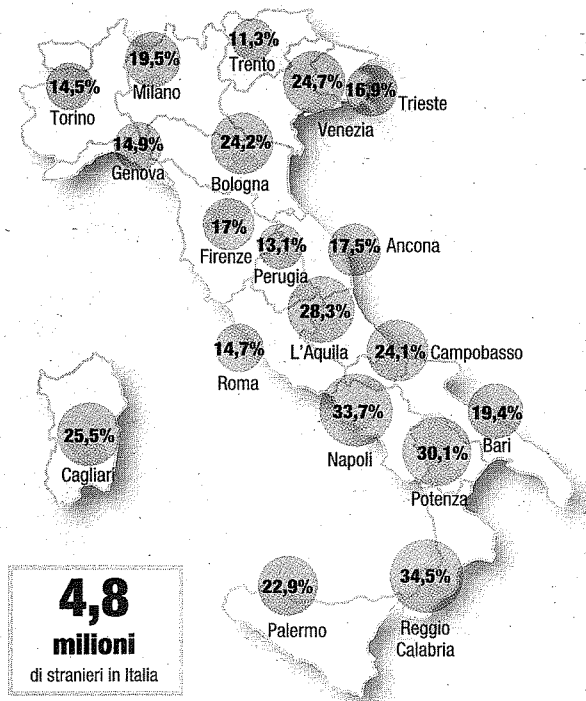 11,3%
Trento
19,5%
Milano
14,5%
Torino
24,7%
Venezia
16,9%
Trieste
14,9%
Genova
24,2%
Bologna
17%
Firenze
13,1%
Perugia
17,5%
Ancona
28,3%
L'Aquila
14,7%
Roma
24,1%
Campobasso
33,7%
Napoli
19,4%
Bari
30,1%
Potenza
25,5%
Cagliari
22,9%
Palermo
34,5%
Reggio
Calabria
4,8
milioni
di stranieri in Italia